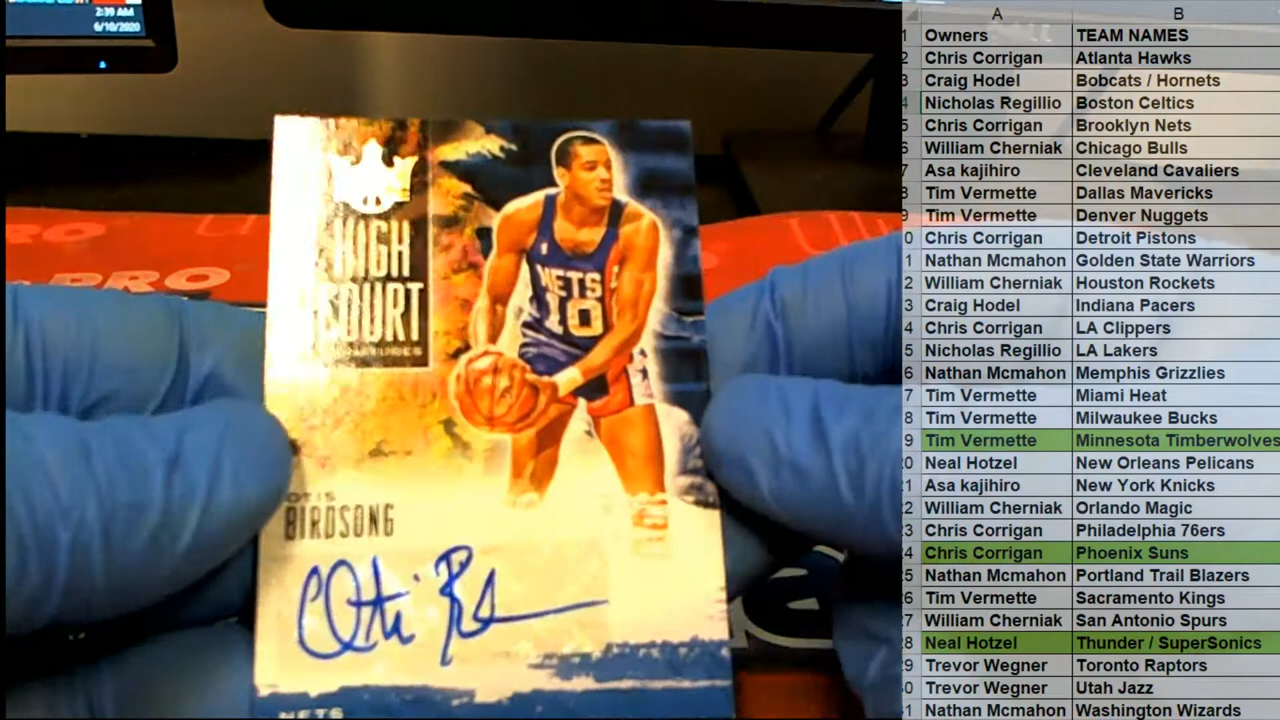 2:39 AM
6/10/2020
PRO
PRO
HIGH
COURT
SIGNATURES
NETS
10
OTIS
BIRDSONG
NETS
A B
1 Owners TEAM NAMES
2 Chris Corrigan Atlanta Hawks
3 Craig Hodel Bobcats / Hornets
4 Nicholas Regillio Boston Celtics
5 Chris Corrigan Brooklyn Nets
6 William Cherniak Chicago Bulls
7 Asa kajihiro Cleveland Cavaliers
8 Tim Vermette Dallas Mavericks
9 Tim Vermette Denver Nuggets
0 Chris Corrigan Detroit Pistons
1 Nathan Mcmahon Golden State Warriors
2 William Cherniak Houston Rockets
3 Craig Hodel Indiana Pacers
4 Chris Corrigan LA Clippers
5 Nicholas Regillio LA Lakers
6 Nathan Mcmahon Memphis Grizzlies
7 Tim Vermette Miami Heat
8 Tim Vermette Milwaukee Bucks
9 Tim Vermette Minnesota Timberwolves
0 Neal Hotzel New Orleans Pelicans
1 Asa kajihiro New York Knicks
2 William Cherniak Orlando Magic
3 Chris Corrigan Philadelphia 76ers
4 Chris Corrigan Phoenix Suns
5 Nathan Mcmahon Portland Trail Blazers
6 Tim Vermette Sacramento Kings
7 William Cherniak San Antonio Spurs
8 Neal Hotzel Thunder / SuperSonics
9 Trevor Wegner Toronto Raptors
0 Trevor Wegner Utah Jazz
1 Nathan Mcmahon Washington Wizards